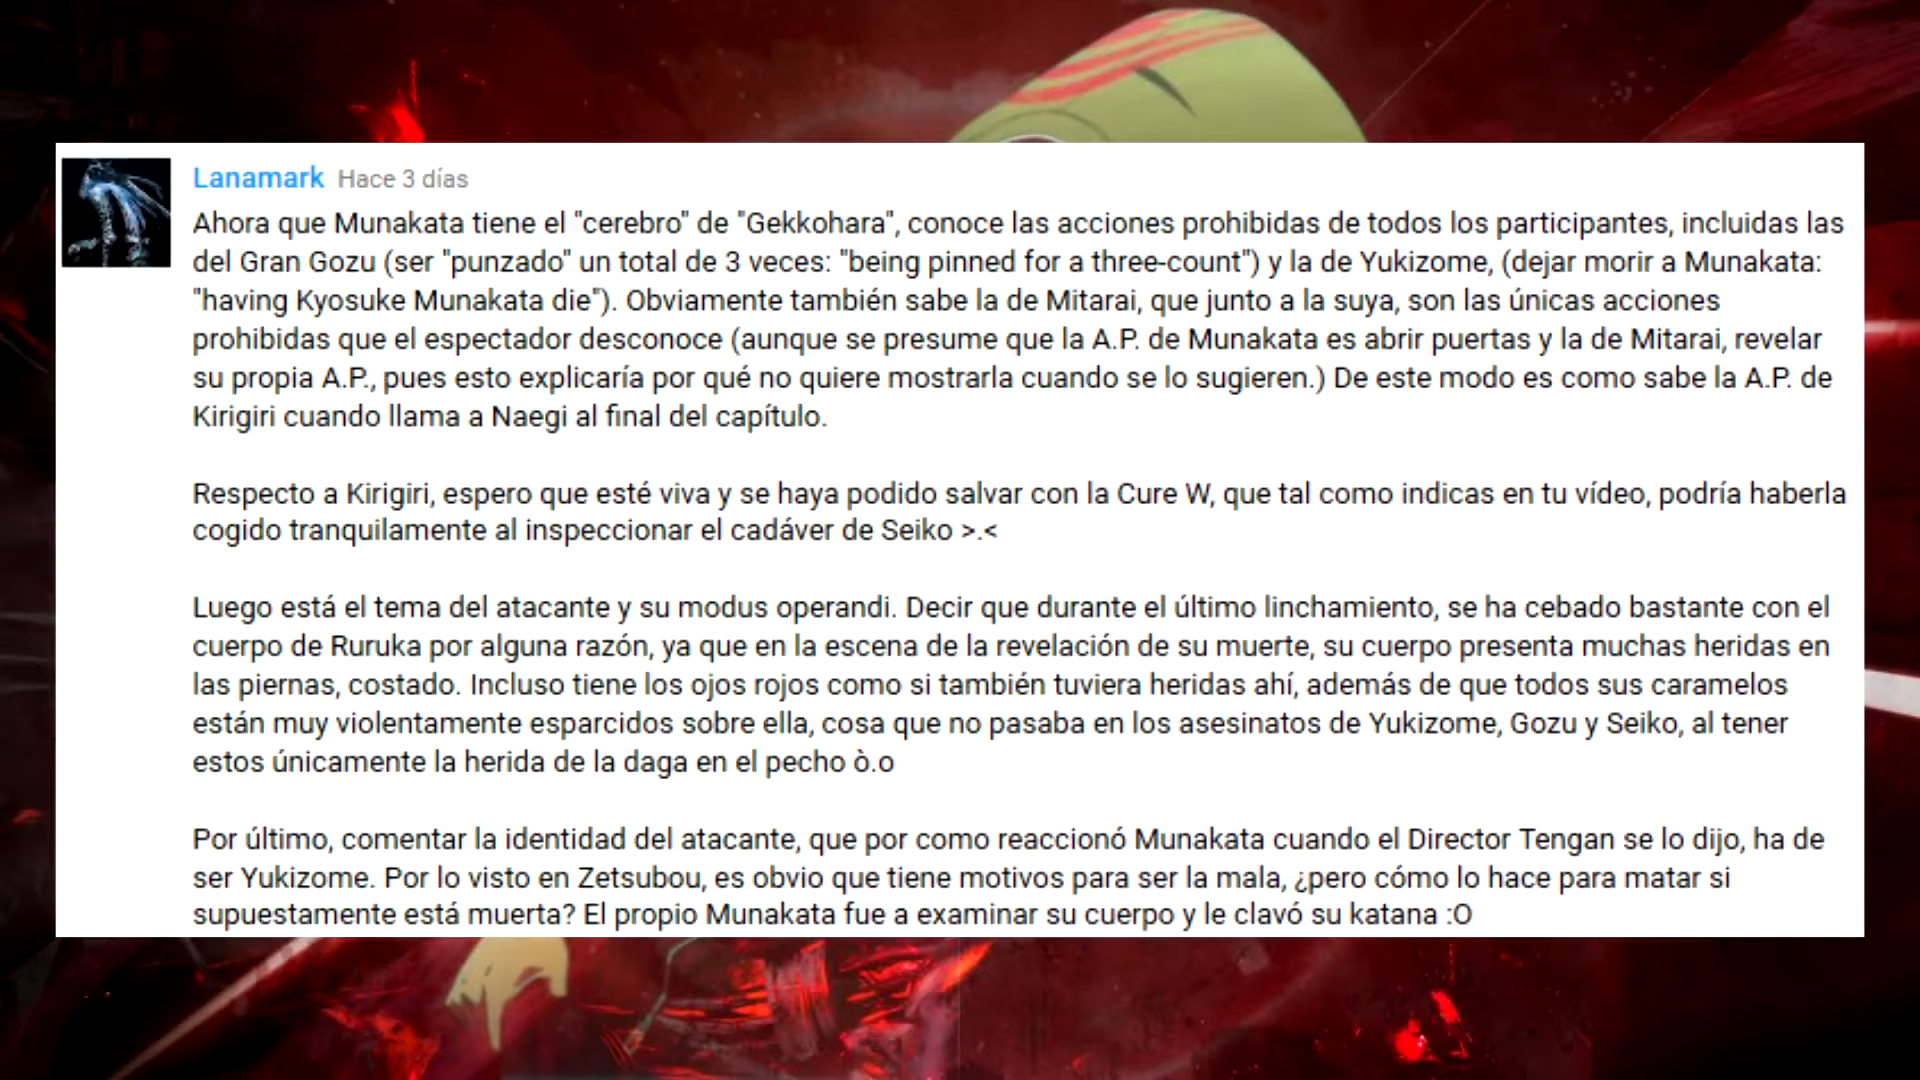 Lanamark Hace 3 días
Ahora que Munakata tiene el "cerebro" de "Gekkohara", conoce las acciones prohibidas de todos los participantes, incluidas las
del Gran Gozu (ser "punzado" un total de 3 veces: "being pinned for a three-count") y la de Yukizome, (dejar morir a Munakata:
"having Kyosuke Munakata die"). Obviamente también sabe la de Mitarai, que junto a la suya, son las únicas acciones
prohibidas que el espectador desconoce (aunque se presume que la A.P. de Munakata es abrir puertas y la de Mitarai, revelar
su propia A.P., pues esto explicaría por qué no quiere mostrarla cuando se lo sugieren.) De este modo es como sabe la A.P. de
Kirigiri cuando llama a Naegi al final del capítulo.
Respecto a Kirigiri, espero que esté viva y se haya podido salvar con la Cure W, que tal como indicas en tu vídeo, podría haberla
cogido tranquilamente al inspeccionar el cadáver de Seiko >.<
Luego está el tema del atacante y su modus operandi. Decir que durante el último linchamiento, se ha cebado bastante con el
cuerpo de Ruruka por alguna razón, ya que en la escena de la revelación de su muerte, su cuerpo presenta muchas heridas en
las piernas, costado. Incluso tiene los ojos rojos como si también tuviera heridas ahí, además de que todos sus caramelos
están muy violentamente esparcidos sobre ella, cosa que no pasaba en los asesinatos de Yukizome, Gozu y Seiko, al tener
estos únicamente la herida de la daga en el pecho ò.o
Por último, comentar la identidad del atacante, que por como reaccionó Munakata cuando el Director Tengan se lo dijo, ha de
ser Yukizome. Por lo visto en Zetsubou, es obvio que tiene motivos para ser la mala, ¿pero cómo lo hace para matar si
supuestamente está muerta? El propio Munakata fue a examinar su cuerpo y le clavó su katana :O